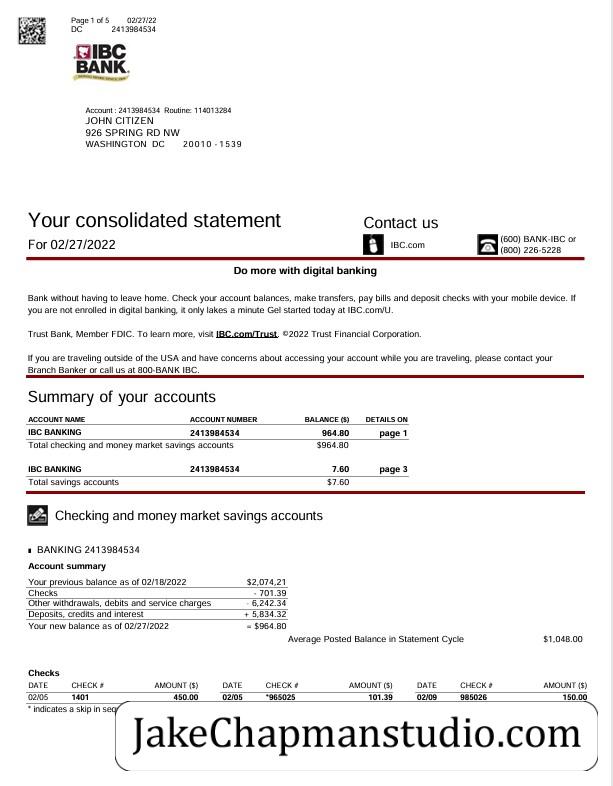 Page 1 of 5 02/27/22
DC 2413984534
IBC
BANK
Account : 2413984534 Routine: 114013284
JOHN CITIZEN
926 SPRING RD NW
WASHINGTON DC 20010 -1539
Your consolidated statement
Contact us
For 02/27/2022
IBC.com
(600) BANK-IBC or
(800) 226-5228
Do more with digital banking
Bank without having to leave home. Check your account balances, make transfers, pay bills and deposit checks with your mobile device. If
you are not enrolled in digital banking, it only lakes a minute Gel started today at IBC.com/U.
Trust Bank, Member FDIC. To learn more, visit IBC.com/Trust. ©2022 Trust Financial Corporation.
If you are traveling outside of the USA and have concerns about accessing your account while you are traveling, please contact your
Branch Banker or call us at 800-BANK IBC.
Summary of your accounts
ACCOUNT NAME ACCOUNT NUMBER BALANCE ($) DETAILS ON
IBC BANKING 2413984534 964.80 page 1
Total checking and money market savings accounts $964.80
IBC BANKING 2413984534 7.60 page 3
Total savings accounts $7.60
Checking and money market savings accounts
BANKING 2413984534
Account summary
Your previous balance as of 02/18/2022 $2,074,21
Checks - 701.39
Other withdrawals, debits and service charges - 6,242.34
Deposits, credits and interest + 5,834.32
Your new balance as of 02/27/2022 = $964.80
Average Posted Balance in Statement Cycle $1,048.00
Checks
DATE CHECK # AMOUNT ($) DATE CHECK # AMOUNT ($) DATE CHECK # AMOUNT ($)
02/05 1401 450.00 02/05 *965025 101.39 02/09 985026 150.00
* indicates a skip in seq
JakeChapmanstudio.com